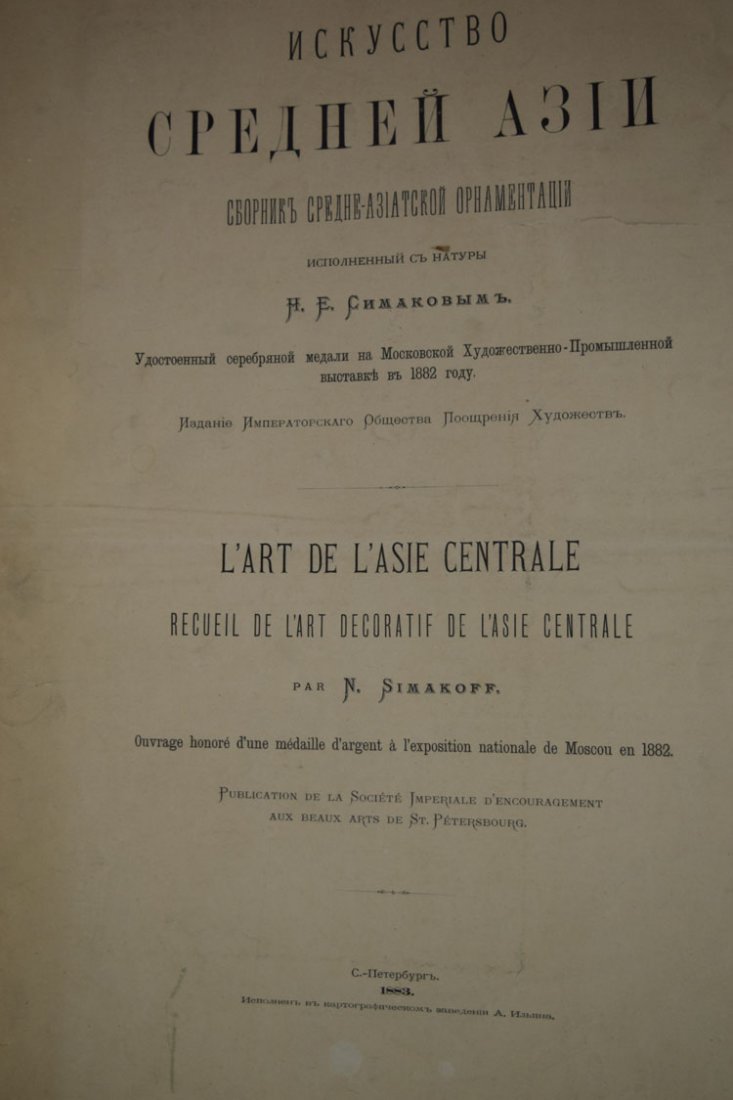 ИСКУССТВО
СРЕДНЕЙ АЗІИ
СБОРНИКЪ СРЕДНЕ-АЗІАТСКОЙ ОРНАМЕНТАЦІИ
ИСПОЛНЕННЫЙ СЪ НАТУРЫ
Н. Е. СИМАКОВЫМЪ.
Удостоенный серебряной медали на Московской Художественно-Промышленной
выставкѣ въ 1882 году.
Изданіе Императорскаго Общества Поощренія Художествъ.
L'ART DE L'ASIE CENTRALE
RECUEIL DE L'ART DECORATIF DE L'ASIE CENTRALE
PAR N. SIMAKOFF.
Ouvrage honoré d'une médaille d'argent à l'exposition nationale de Moscou en 1882.
PUBLICATION DE LA SOCIÉTÉ IMPERIALE D'ENCOURAGEMENT
AUX BEAUX ARTS DE ST. PÉTERSBOURG.
С.-Петербургъ.
1883.
Исполненъ въ картографическомъ заведеніи А. Ильина.